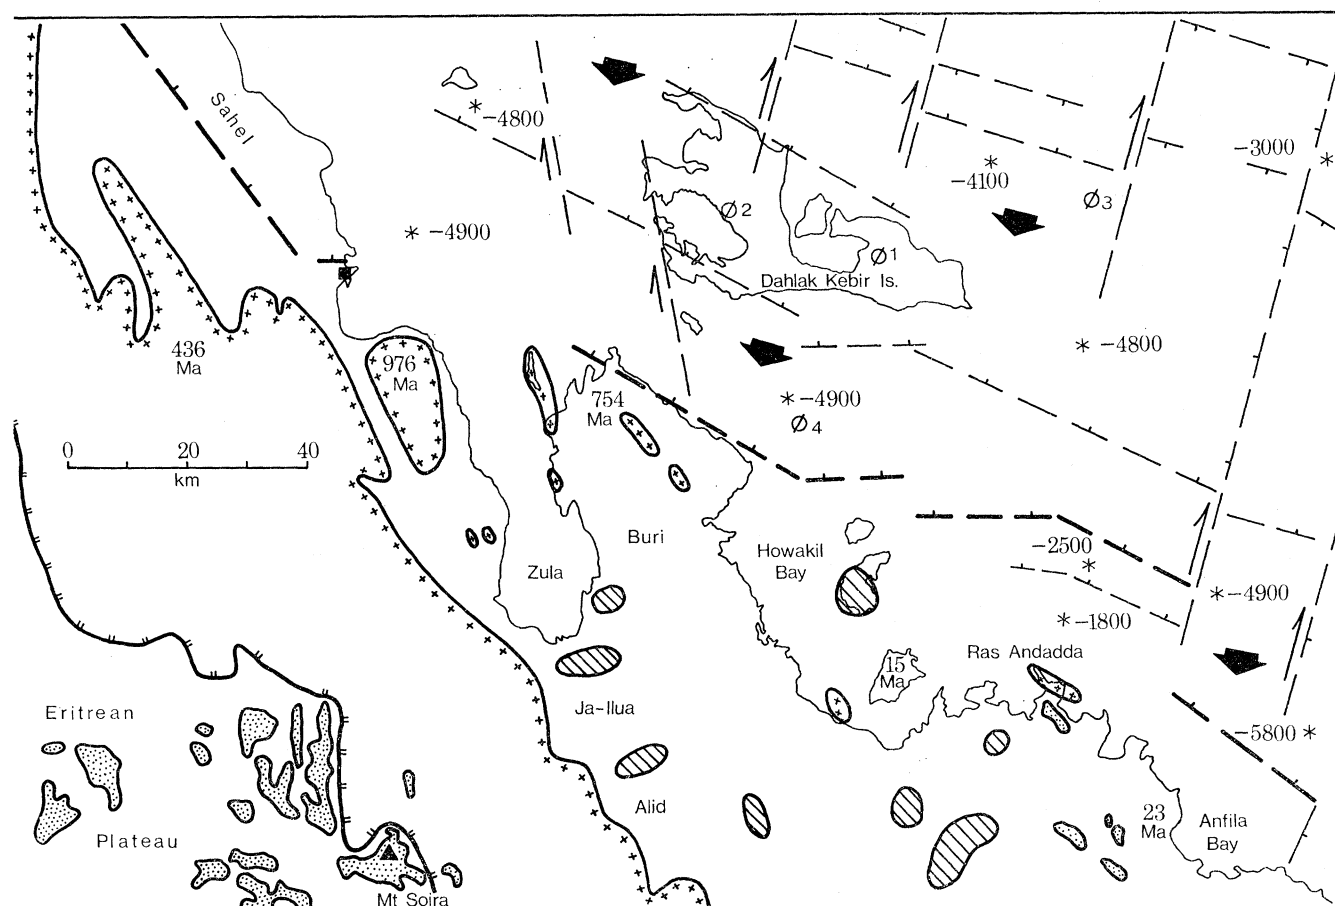 Sahel
*-4800
-3000 *
*
-4100
Ø3
* -4900
Ø2
Ø1
Dahlak Kebir Is.
436
Ma
976
Ma
* -4800
754
Ma
*-4900
Ø4
0 20 40
km
Buri
Zula
Howakil
Bay
-2500
*
*-4900
*-1800
Ras Andadda
15
Ma
Ja-Ilua
Eritrean
-5800 *
Alid
23
Ma
Anfila
Bay
Plateau
Mt Soira